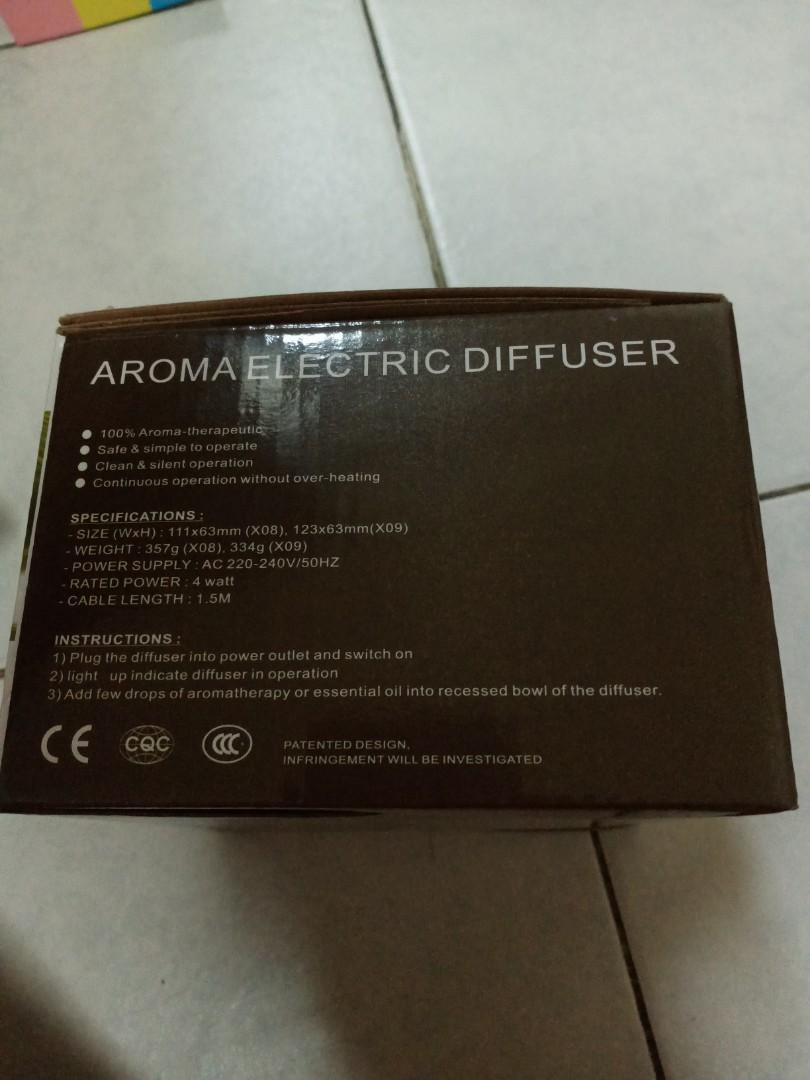 AROMA ELECTRIC DIFFUSER
● 100% Aroma-therapeutic
● Safe & simple to operate
● Clean & silent operation
● Continuous operation without over-heating
SPECIFICATIONS :
- SIZE (WxH) : 111x63mm (X08), 123x63mm(X09)
- WEIGHT : 357g (X08), 334g (X09)
- POWER SUPPLY : AC 220-240V/50HZ
- RATED POWER : 4 watt
- CABLE LENGTH : 1.5M
INSTRUCTIONS :
1) Plug the diffuser into power outlet and switch on
2) light up indicate diffuser in operation
3) Add few drops of aromatherapy or essential oil into recessed bowl of the diffuser.
CE CQC CCC
PATENTED DESIGN,
INFRINGEMENT WILL BE INVESTIGATED